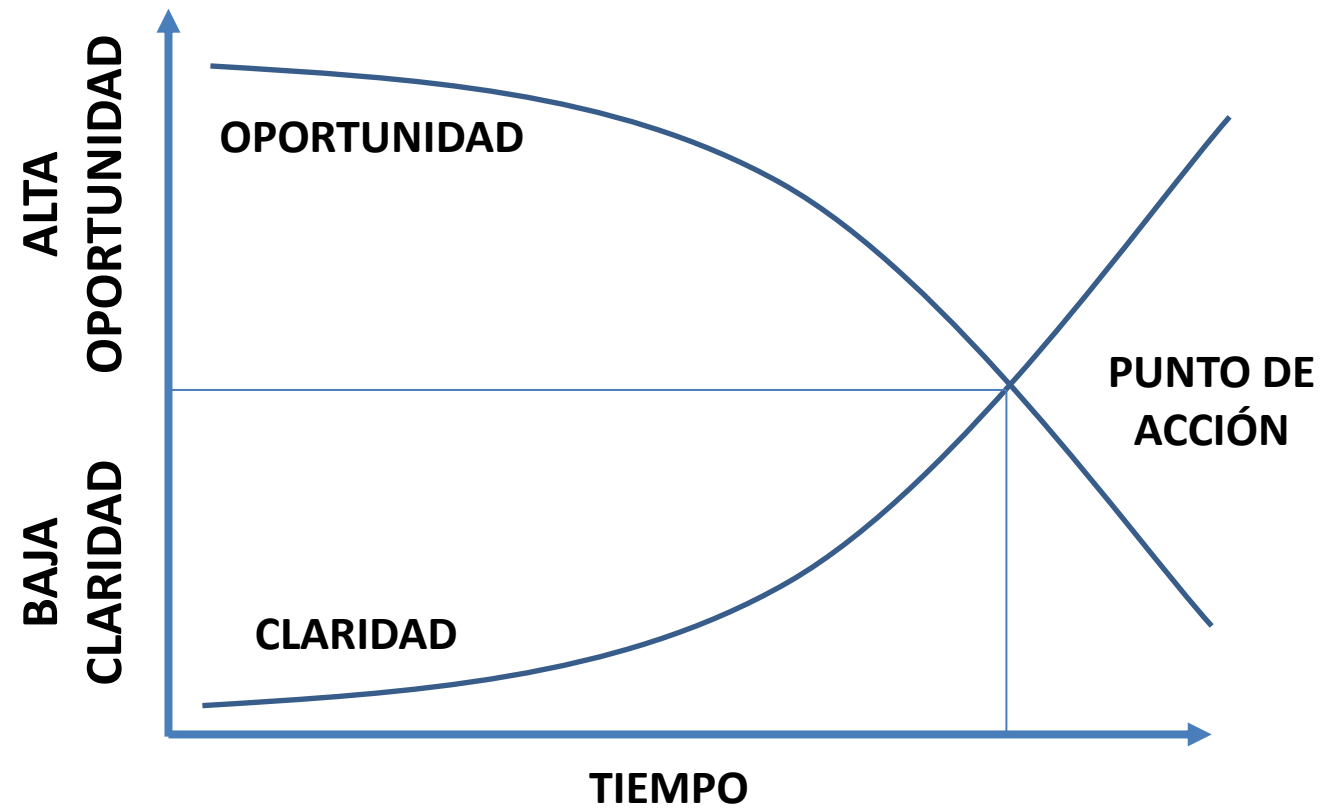 ALTA
OPORTUNIDAD
OPORTUNIDAD
PUNTO DE
ACCIÓN
BAJA
CLARIDAD
CLARIDAD
TIEMPO